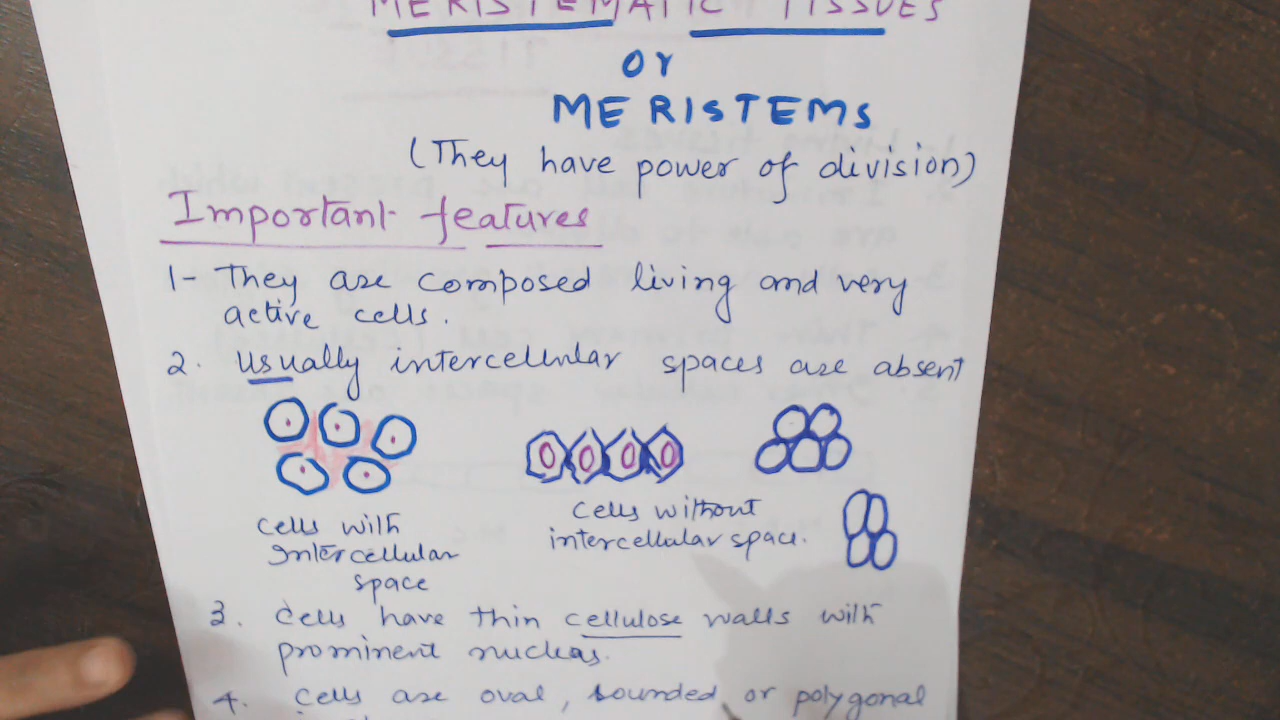 MERISTEMATIC TISSUES
or
MERISTEMS
(They have power of division)
Important features
1- They are composed living and very
active cells.
2. Usually intercellular spaces are absent
cells with
Intercellular
space
cells without
intercellular space.
3. Cells have thin cellulose walls with
prominent nucleus.
4. Cells are oval, rounded or polygonal